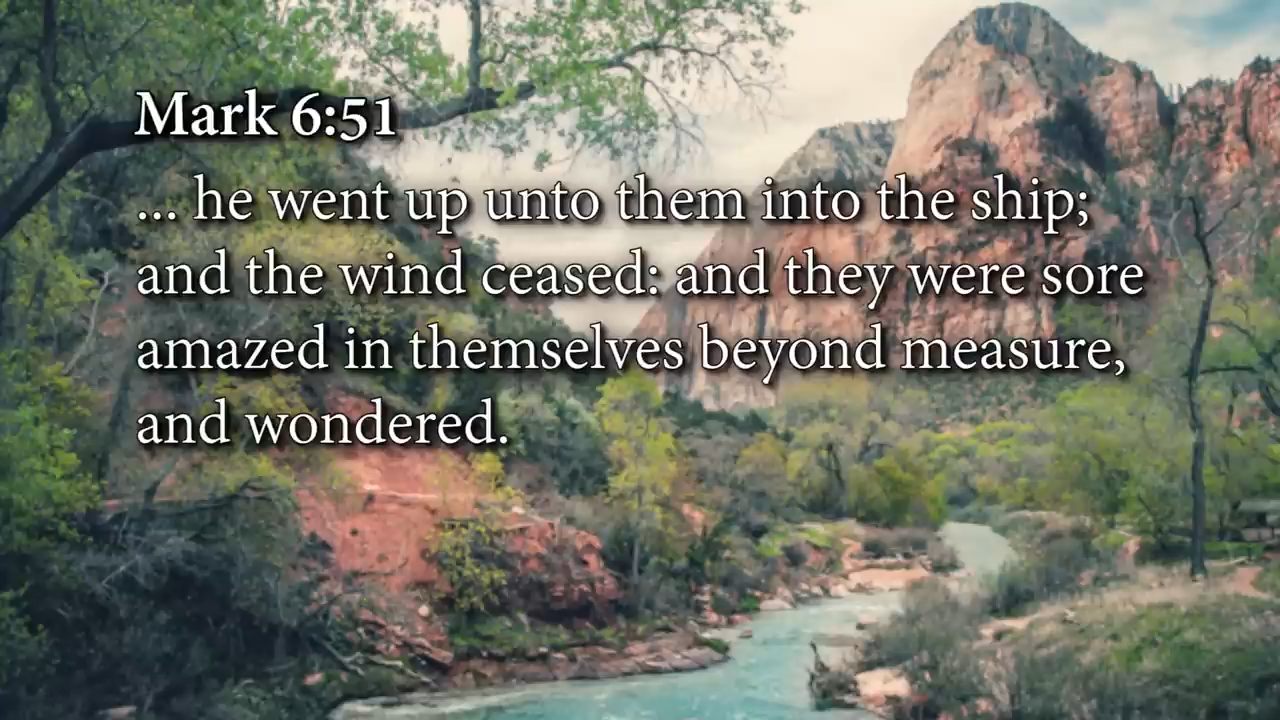 Mark 6:51
... he went up unto them into the ship;
and the wind ceased: and they were sore
amazed in themselves beyond measure,
and wondered.